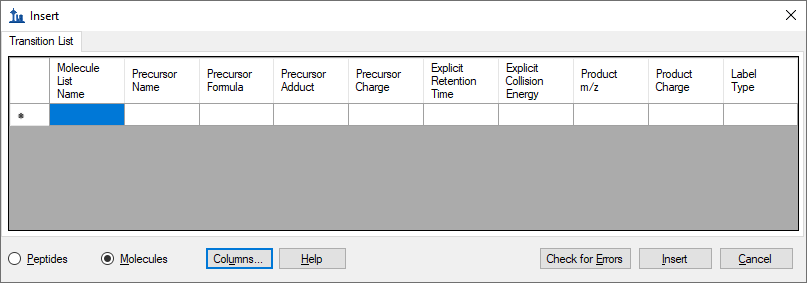 Insert
Transition List
Molecule
List
Name
Precursor
Name
Precursor
Formula
Precursor
Adduct
Precursor
Charge
Explicit
Retention
Time
Explicit
Collision
Energy
Product
m/z
Product
Charge
Label
Type
*
Peptides
Molecules
Columns...
Help
Check for Errors
Insert
Cancel